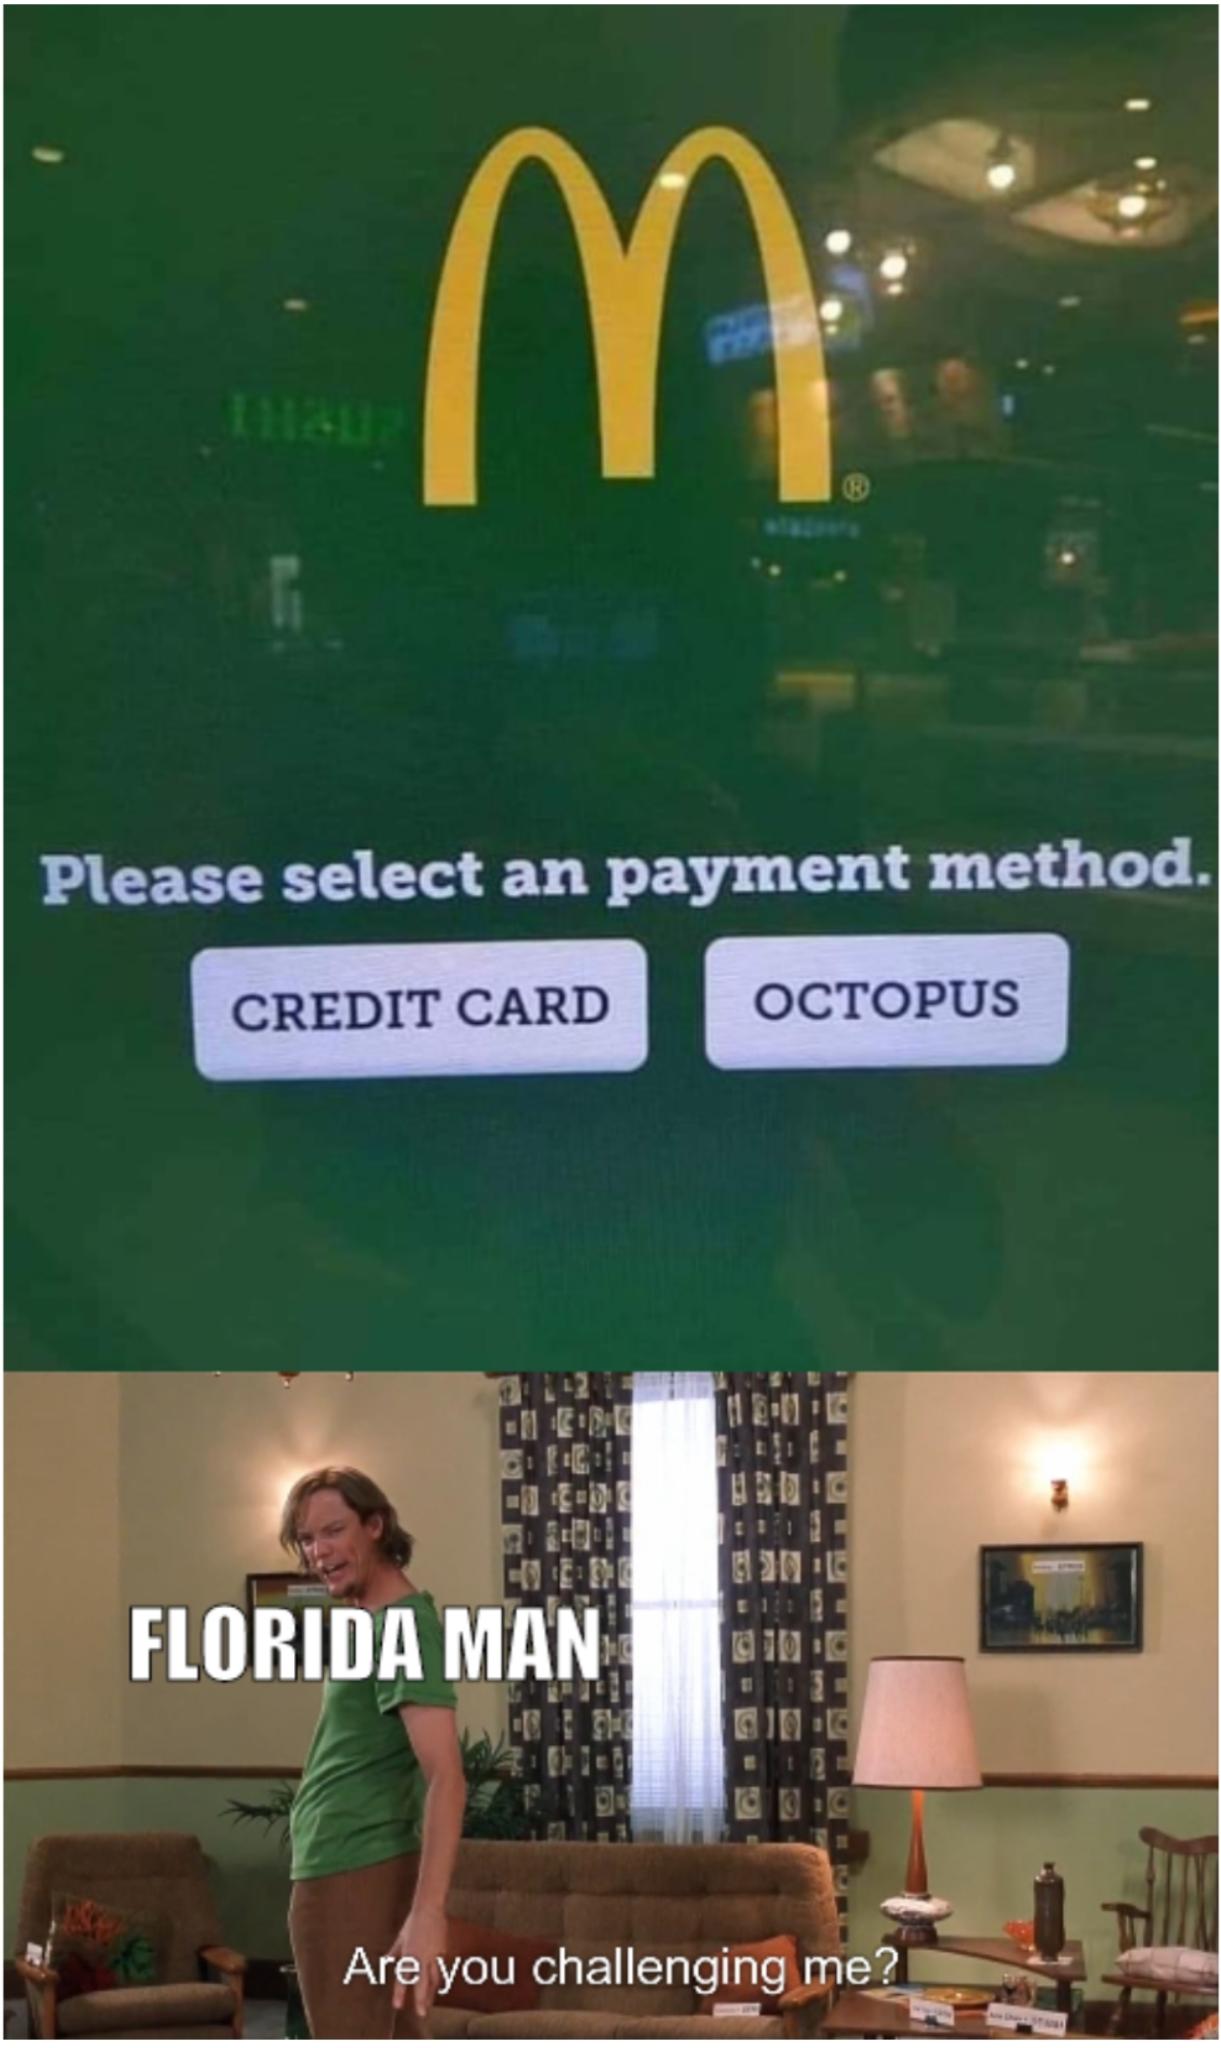 ®
Please select an payment method.
CREDIT CARD
OCTOPUS
FLORIDA MAN
Are you challenging me?